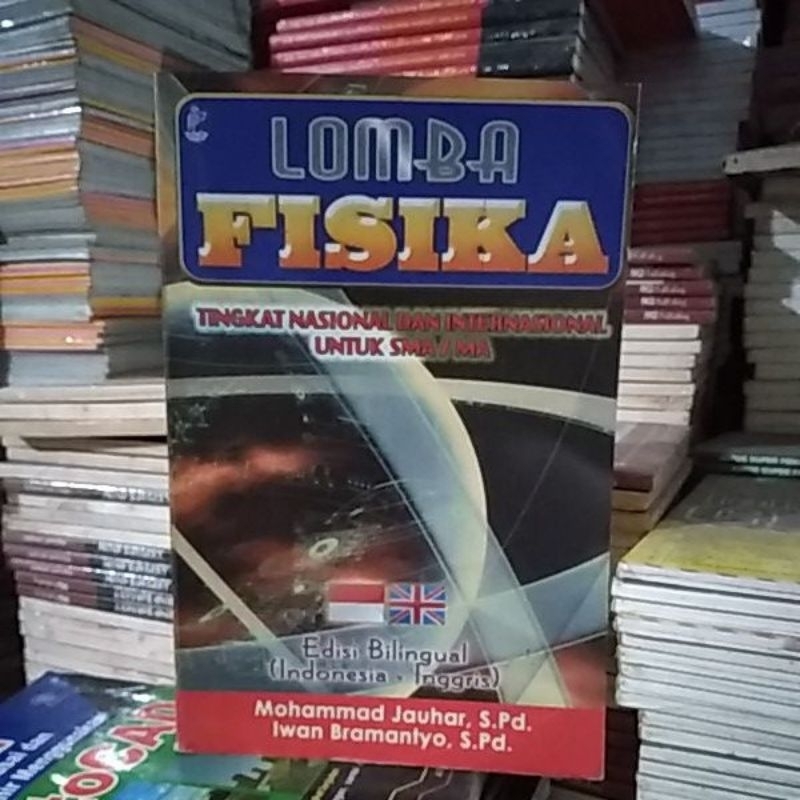 LOMBA
FISIKA
TINGKAT NASIONAL DAN INTERNASIONAL
UNTUK SMA / MA
Edisi Bilingual
(Indonesia - Inggris)
Mohammad Jauhar, S.Pd.
Iwan Bramantyo, S.Pd.